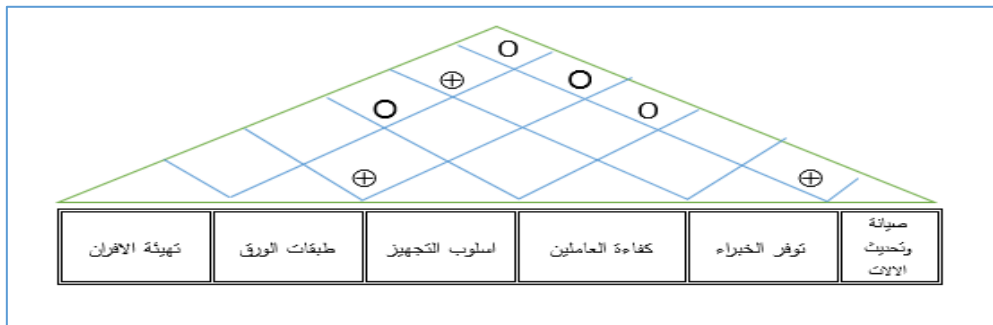 صيانة
وتحديث
الالات
توفر الخبراء
كفاءة العاملين
اسلوب التجهيز
طبقات الورق
تهيئة الافران